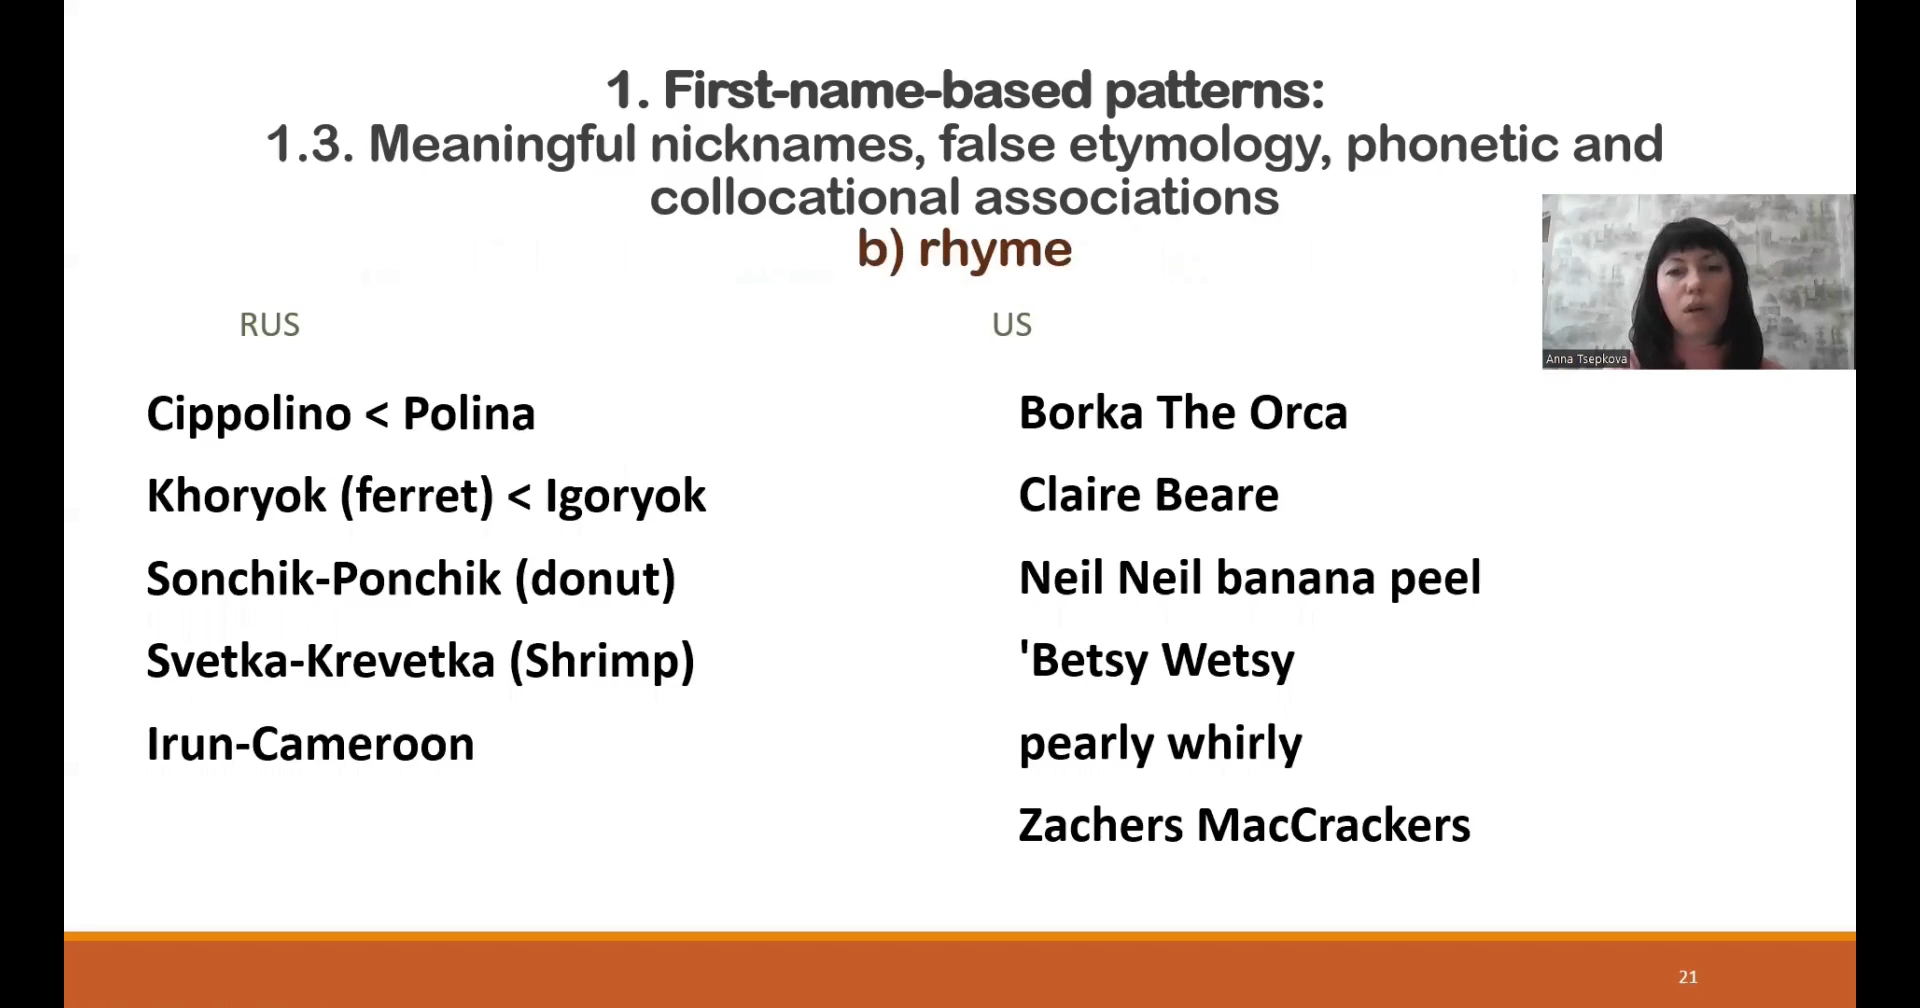 1. First-name-based patterns:
1.3. Meaningful nicknames, false etymology, phonetic and
collocational associations
b) rhyme
RUS
Cippolino < Polina
Khoryok (ferret) < Igoryok
Sonchik-Ponchik (donut)
Svetka-Krevetka (Shrimp)
Irun-Cameroon
US
Borka The Orca
Claire Beare
Neil Neil banana peel
'Betsy Wetsy
pearly whirly
Zachers MacCrackers
Anna Tsepkova
21